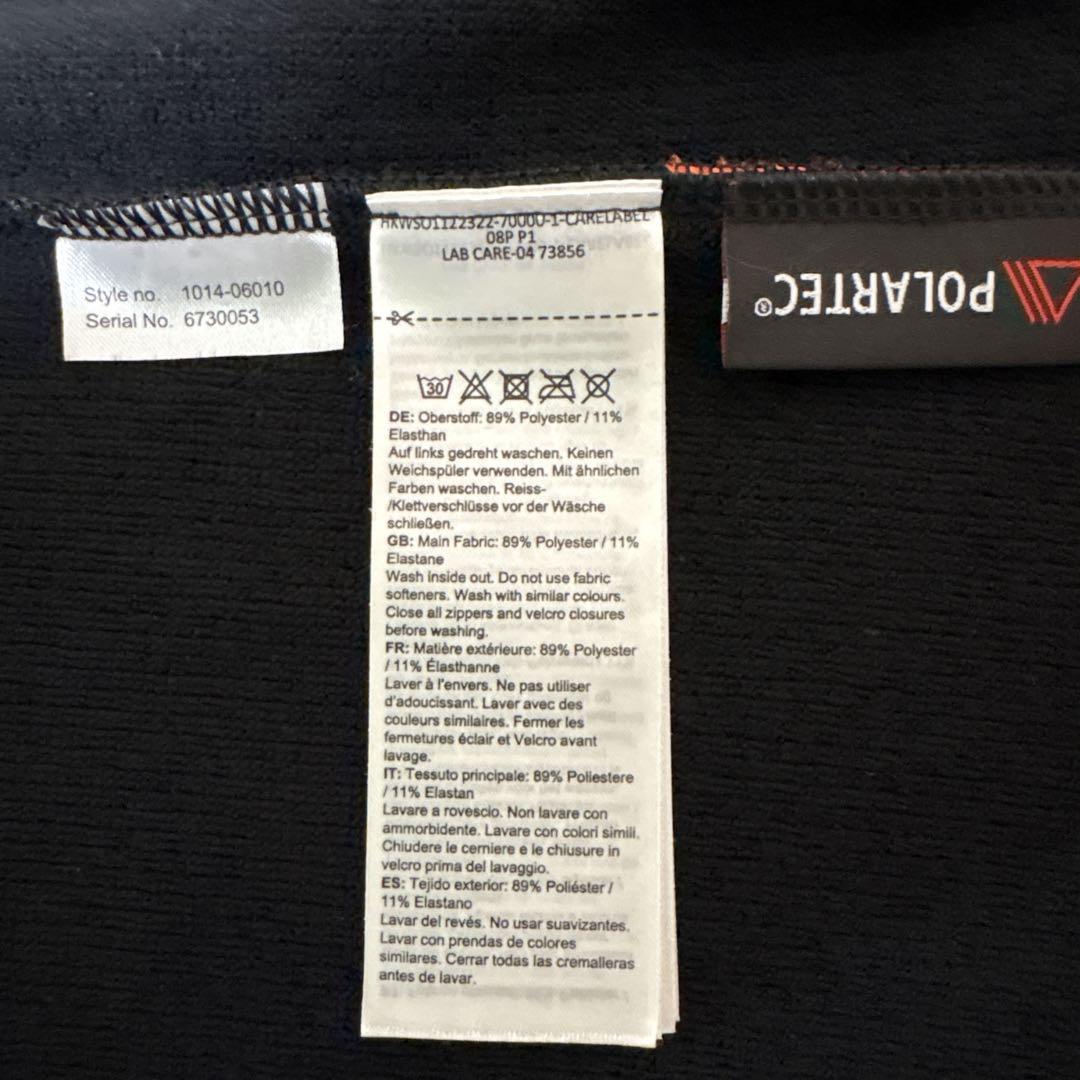 Style no. 1014-06010
Serial No. 6730053
HKWSO1122322-70000-1-CARELABEL
08P P1
LAB CARE-04 73856
30
DE: Oberstoff: 89% Polyester / 11%
Elasthan
Auf links gedreht waschen. Keinen
Weichspüler verwenden. Mit ähnlichen
Farben waschen. Reiss-
/Klettverschlüsse vor der Wäsche
schließen.
GB: Main Fabric: 89% Polyester / 11%
Elastane
Wash inside out. Do not use fabric
softeners. Wash with similar colours.
Close all zippers and velcro closures
before washing.
FR: Matière extérieure: 89% Polyester
/ 11% Élasthanne
Laver à l'envers. Ne pas utiliser
d'adoucissant. Laver avec des
couleurs similaires. Fermer les
fermetures éclair et Velcro avant
lavage.
IT: Tessuto principale: 89% Poliestere
/ 11% Elastan
Lavare a rovescio. Non lavare con
ammorbidente. Lavare con colori simili.
Chiudere le cerniere e le chiusure in
velcro prima del lavaggio.
ES: Tejido exterior: 89% Poliéster /
11% Elastano
Lavar del revés. No usar suavizantes.
Lavar con prendas de colores
similares. Cerrar todas las cremalleras
antes de lavar.
POLARTEC®